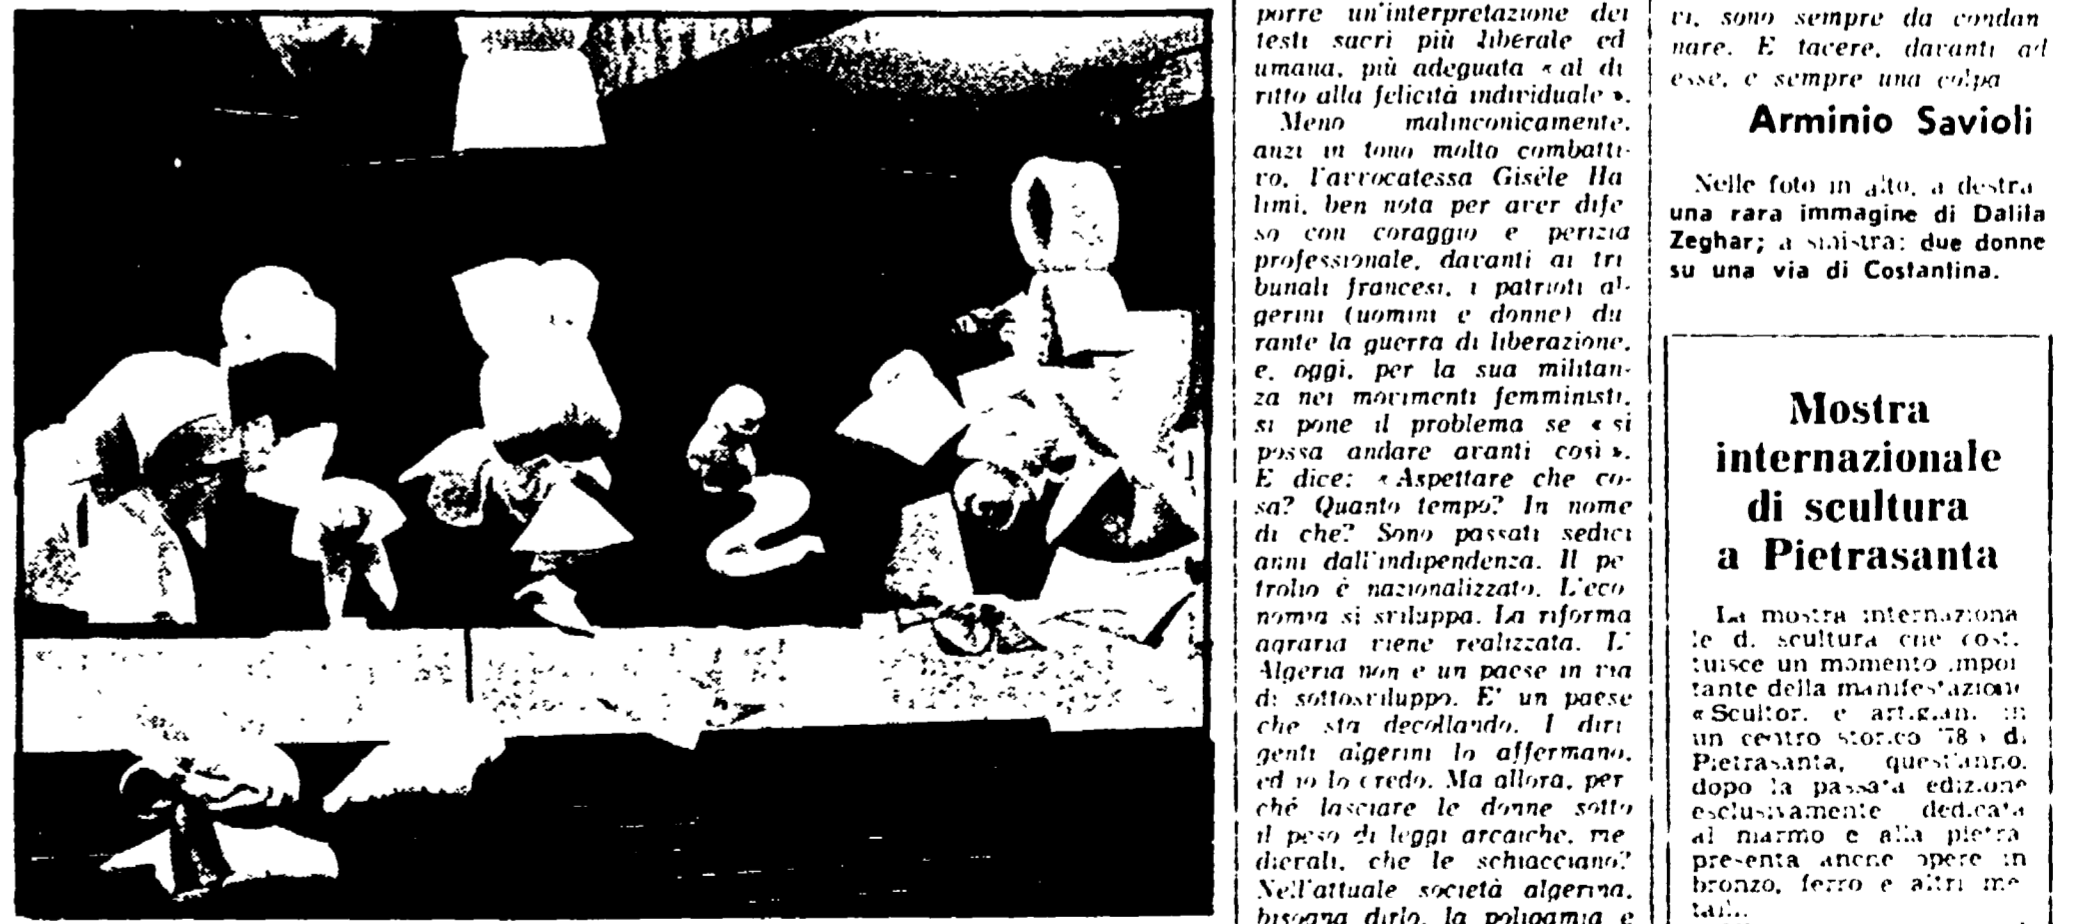 porre un'interpretazione dei
testi sacri più liberale ed
umana, più adeguata « al di
ritto alla felicità individuale ».
Meno malinconicamente,
anzi in tono molto combatti-
vo, l'avvocatessa Gisèle Ha
limi, ben nota per aver dife
so con coraggio e perizia
professionale, davanti ai tri
bunali francesi, i patrioti al-
gerini (uomini e donne) du
rante la guerra di liberazione,
e, oggi, per la sua militan-
za nei movimenti femministi,
si pone il problema se « si
possa andare avanti così ».
E dice: « Aspettare che co-
sa? Quanto tempo? In nome
di che? Sono passati sedici
anni dall'indipendenza. Il pe
trolio è nazionalizzato. L'eco
nomia si sviluppa. La riforma
agraria viene realizzata. L'
Algeria non è un paese in via
di sottosviluppo. E' un paese
che sta decollando. I diri
genti algerini lo affermano,
ed io lo credo. Ma allora, per
ché lasciare le donne sotto
il peso di leggi arcaiche, me
dievali, che le schiacciano?
Nell'attuale società algerina,
bisogna dirlo, la poligamia e
vi, sono sempre da condan
nare. E tacere, davanti ad
esse, è sempre una colpa
Arminio Savioli
Nelle foto in alto, a destra
una rara immagine di Dalila
Zeghar; a sinistra: due donne
su una via di Costantina.
Mostra
internazionale
di scultura
a Pietrasanta
La mostra internaziona
le di scultura che costi
tuisce un momento impor
tante della manifestazione
« Scultori e artigiani in
un centro storico '78 » di
Pietrasanta, quest'anno,
dopo la passata edizione
esclusivamente dedicata
al marmo e alla pietra
presenta anche opere in
bronzo, ferro e altri me
talli.